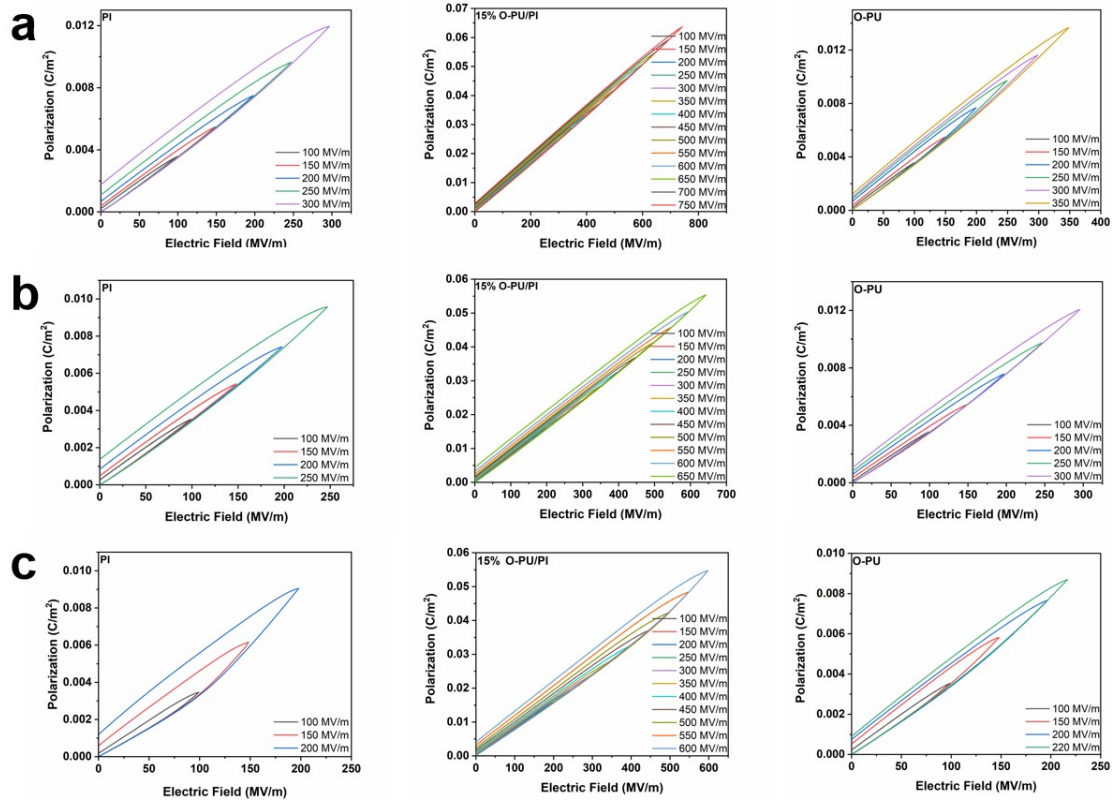 a
PI
Polarization (C/m²)
0.012
0.008
0.004
0.000
100 MV/m
150 MV/m
200 MV/m
250 MV/m
300 MV/m
0 50 100 150 200 250 300
Electric Field (MV/m)
15% O-PU/PI
Polarization (C/m²)
0.07
0.06
0.05
0.04
0.03
0.02
0.01
0.00
100 MV/m
150 MV/m
200 MV/m
250 MV/m
300 MV/m
350 MV/m
400 MV/m
450 MV/m
500 MV/m
550 MV/m
600 MV/m
650 MV/m
700 MV/m
750 MV/m
0 200 400 600 800
Electric Field (MV/m)
O-PU
Polarization (C/m²)
0.012
0.008
0.004
0.000
100 MV/m
150 MV/m
200 MV/m
250 MV/m
300 MV/m
350 MV/m
0 50 100 150 200 250 300 350 400
Electric Field (MV/m)
b
PI
Polarization (C/m²)
0.010
0.008
0.006
0.004
0.002
0.000
100 MV/m
150 MV/m
200 MV/m
250 MV/m
0 50 100 150 200 250
Electric Field (MV/m)
15% O-PU/PI
Polarization (C/m²)
0.06
0.05
0.04
0.03
0.02
0.01
0.00
100 MV/m
150 MV/m
200 MV/m
250 MV/m
300 MV/m
350 MV/m
400 MV/m
450 MV/m
500 MV/m
550 MV/m
600 MV/m
650 MV/m
0 100 200 300 400 500 600 700
Electric Field (MV/m)
O-PU
Polarization (C/m²)
0.012
0.008
0.004
0.000
100 MV/m
150 MV/m
200 MV/m
250 MV/m
300 MV/m
0 50 100 150 200 250 300
Electric Field (MV/m)
c
PI
Polarization (C/m²)
0.010
0.008
0.006
0.004
0.002
0.000
100 MV/m
150 MV/m
200 MV/m
0 50 100 150 200 250
Electric Field (MV/m)
15% O-PU/PI
Polarization (C/m²)
0.06
0.05
0.04
0.03
0.02
0.01
0.00
100 MV/m
150 MV/m
200 MV/m
250 MV/m
300 MV/m
350 MV/m
400 MV/m
450 MV/m
500 MV/m
550 MV/m
600 MV/m
0 100 200 300 400 500 600
Electric Field (MV/m)
O-PU
Polarization (C/m²)
0.010
0.008
0.006
0.004
0.002
0.000
100 MV/m
150 MV/m
200 MV/m
220 MV/m
0 50 100 150 200 250
Electric Field (MV/m)